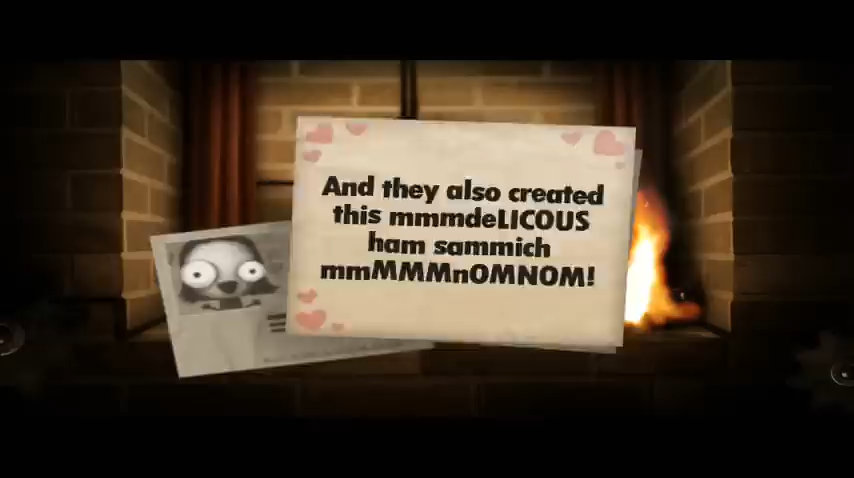 And they also created
this mmmdeLICOUS
ham sammich
mmMMMnOMNOM!